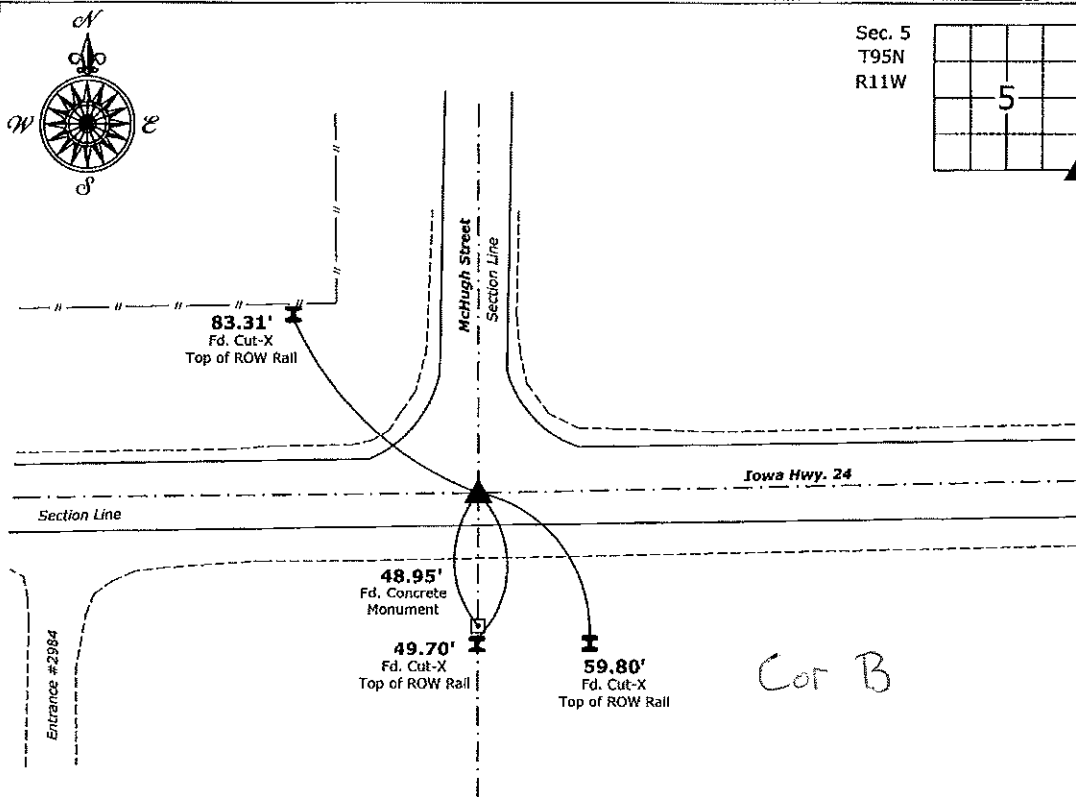 N
W
E
S
Sec. 5
T95N
R11W
5
McHugh Street
Section Line
83.31'
Fd. Cut-X
Top of ROW Rail
Iowa Hwy. 24
Section Line
48.95'
Fd. Concrete
Monument
49.70'
Fd. Cut-X
Top of ROW Rail
59.80'
Fd. Cut-X
Top of ROW Rail
Entrance #2984
Cor B